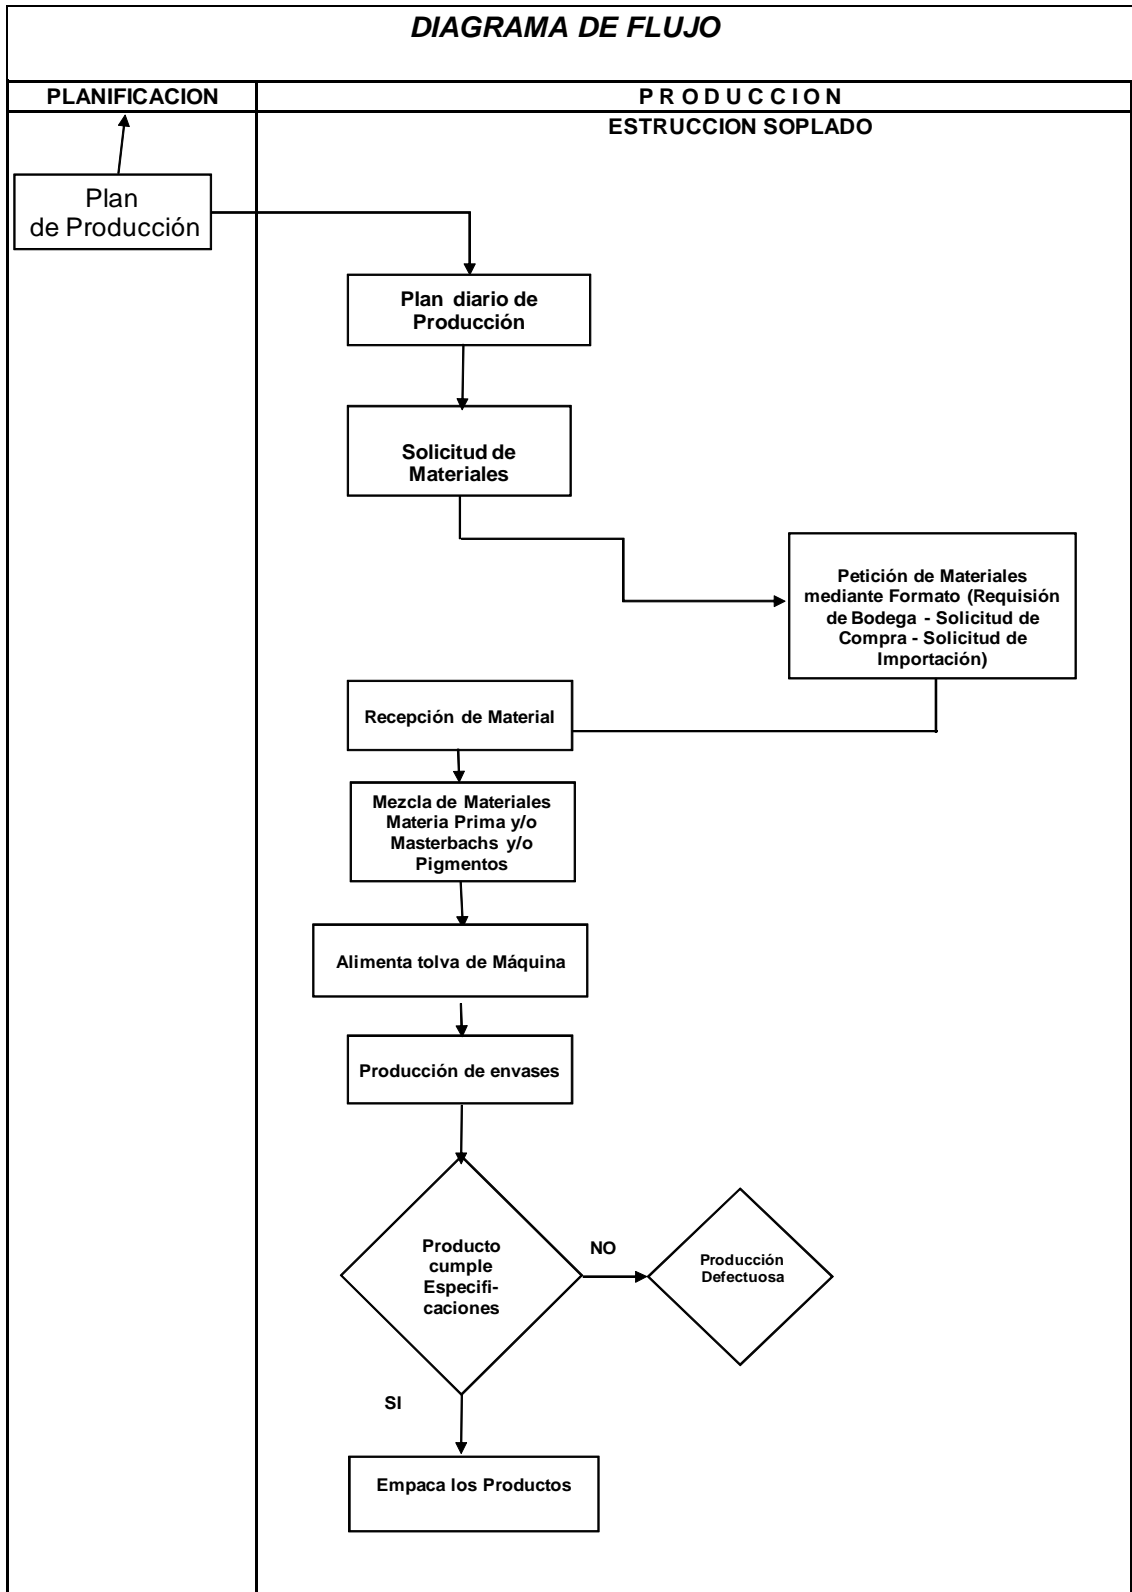 DIAGRAMA DE FLUJO
PLANIFICACION
P R O D U C C I O N
ESTRUCCION SOPLADO
Plan
de Producción
Plan diario de
Producción
Solicitud de
Materiales
Petición de Materiales
mediante Formato (Requisión
de Bodega - Solicitud de
Compra - Solicitud de
Importación)
Recepción de Material
Mezcla de Materiales
Materia Prima y/o
Masterbachs y/o
Pigmentos
Alimenta tolva de Máquina
Producción de envases
Producto
cumple
Especifi-
caciones
NO
Producción
Defectuosa
SI
Empaca los Productos